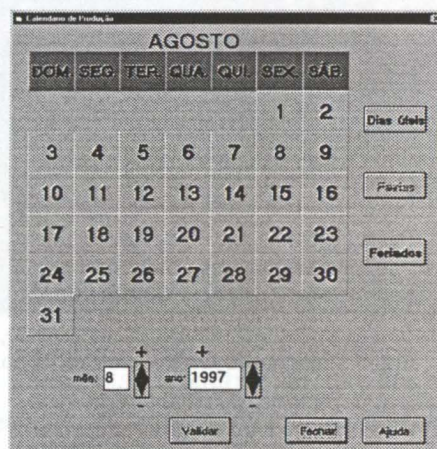 Calendário de Produção
AGOSTO
DOM. SEG. TER. QUA. QUI. SEX. SÁB.
1 2
Dias úteis
3 4 5 6 7 8 9
10 11 12 13 14 15 16
Férias
17 18 19 20 21 22 23
Feriados
24 25 26 27 28 29 30
31
+ +
mês: 8 ano: 1997
- -
Validar Fechar Ajuda